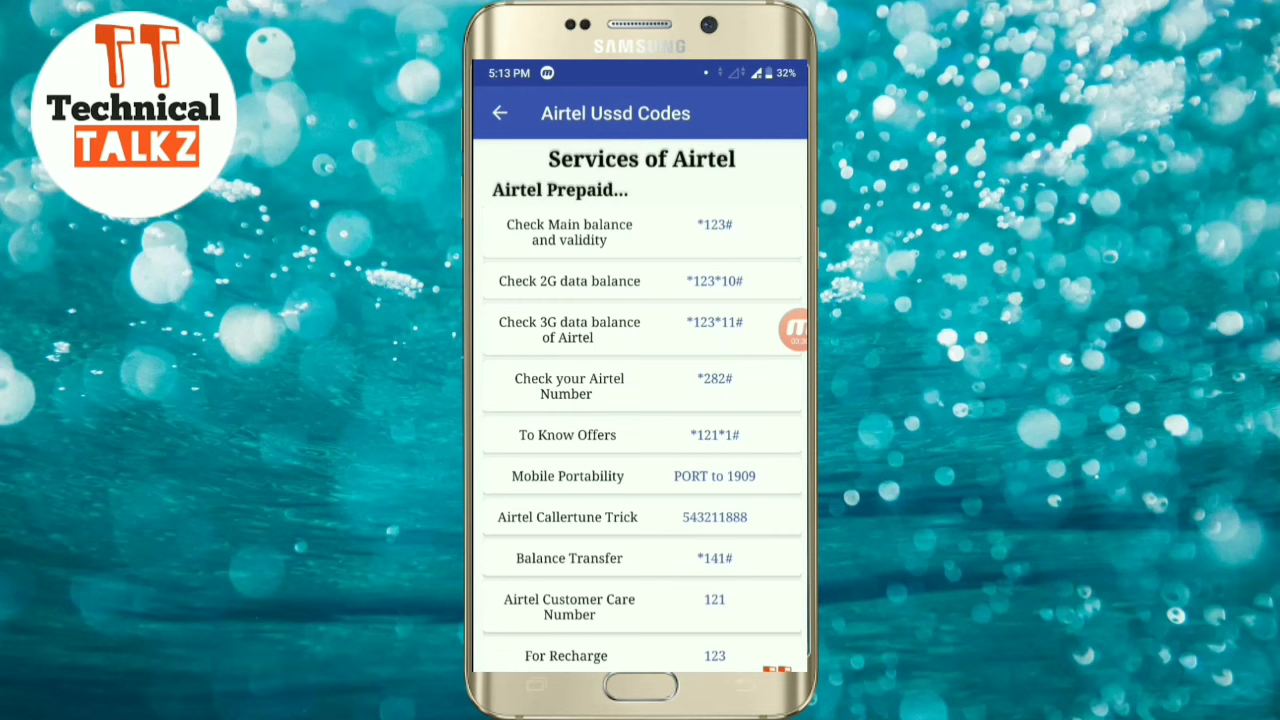 TT
Technical
TALKZ
SAMSUNG
5:13 PM
32%
Airtel Ussd Codes
Services of Airtel
Airtel Prepaid...
Check Main balance
and validity
*123#
Check 2G data balance
*123*10#
Check 3G data balance
of Airtel
*123*11#
Check your Airtel
Number
*282#
To Know Offers
*121*1#
Mobile Portability
PORT to 1909
Airtel Callertune Trick
543211888
Balance Transfer
*141#
Airtel Customer Care
Number
121
For Recharge
123